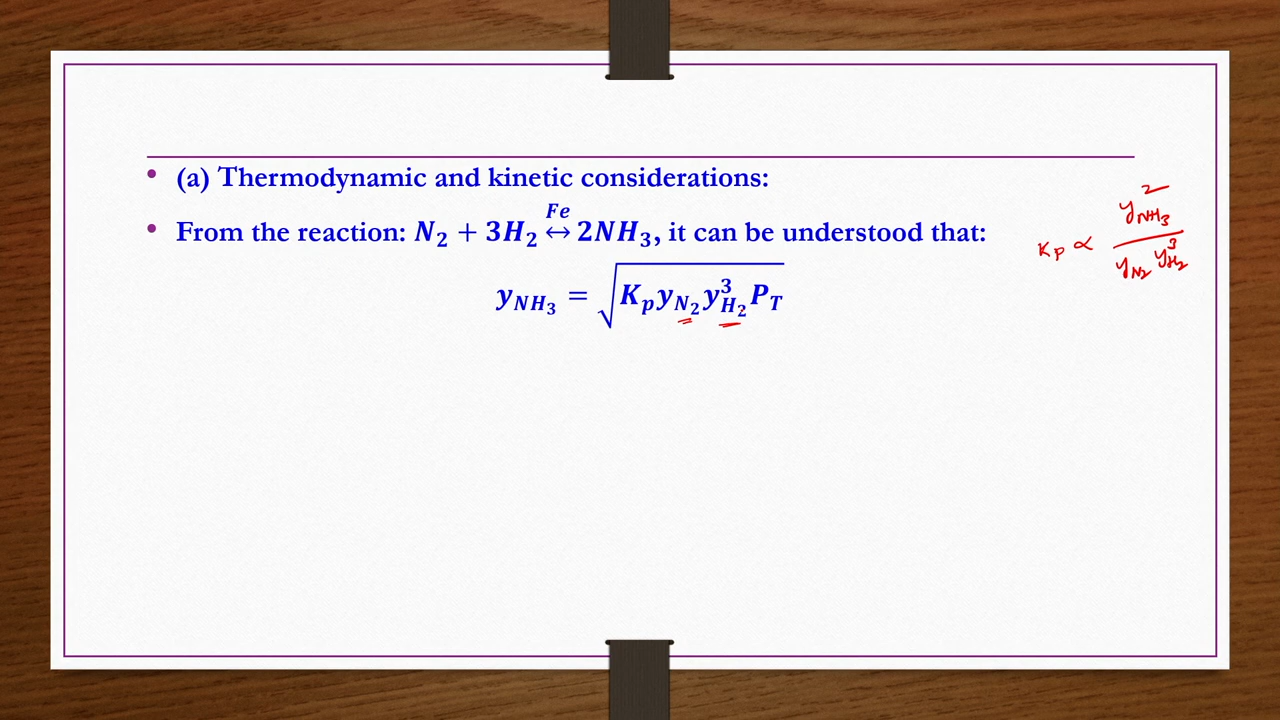 • (a) Thermodynamic and kinetic considerations:
• From the reaction: N₂ + 3H₂ ↔ 2NH₃, it can be understood that:
Fe
y_NH₃ = √(K_p y_N₂ y³_H₂ P_T)
K_p ∝ y²_NH₃ / y_N₂ y³_H₂